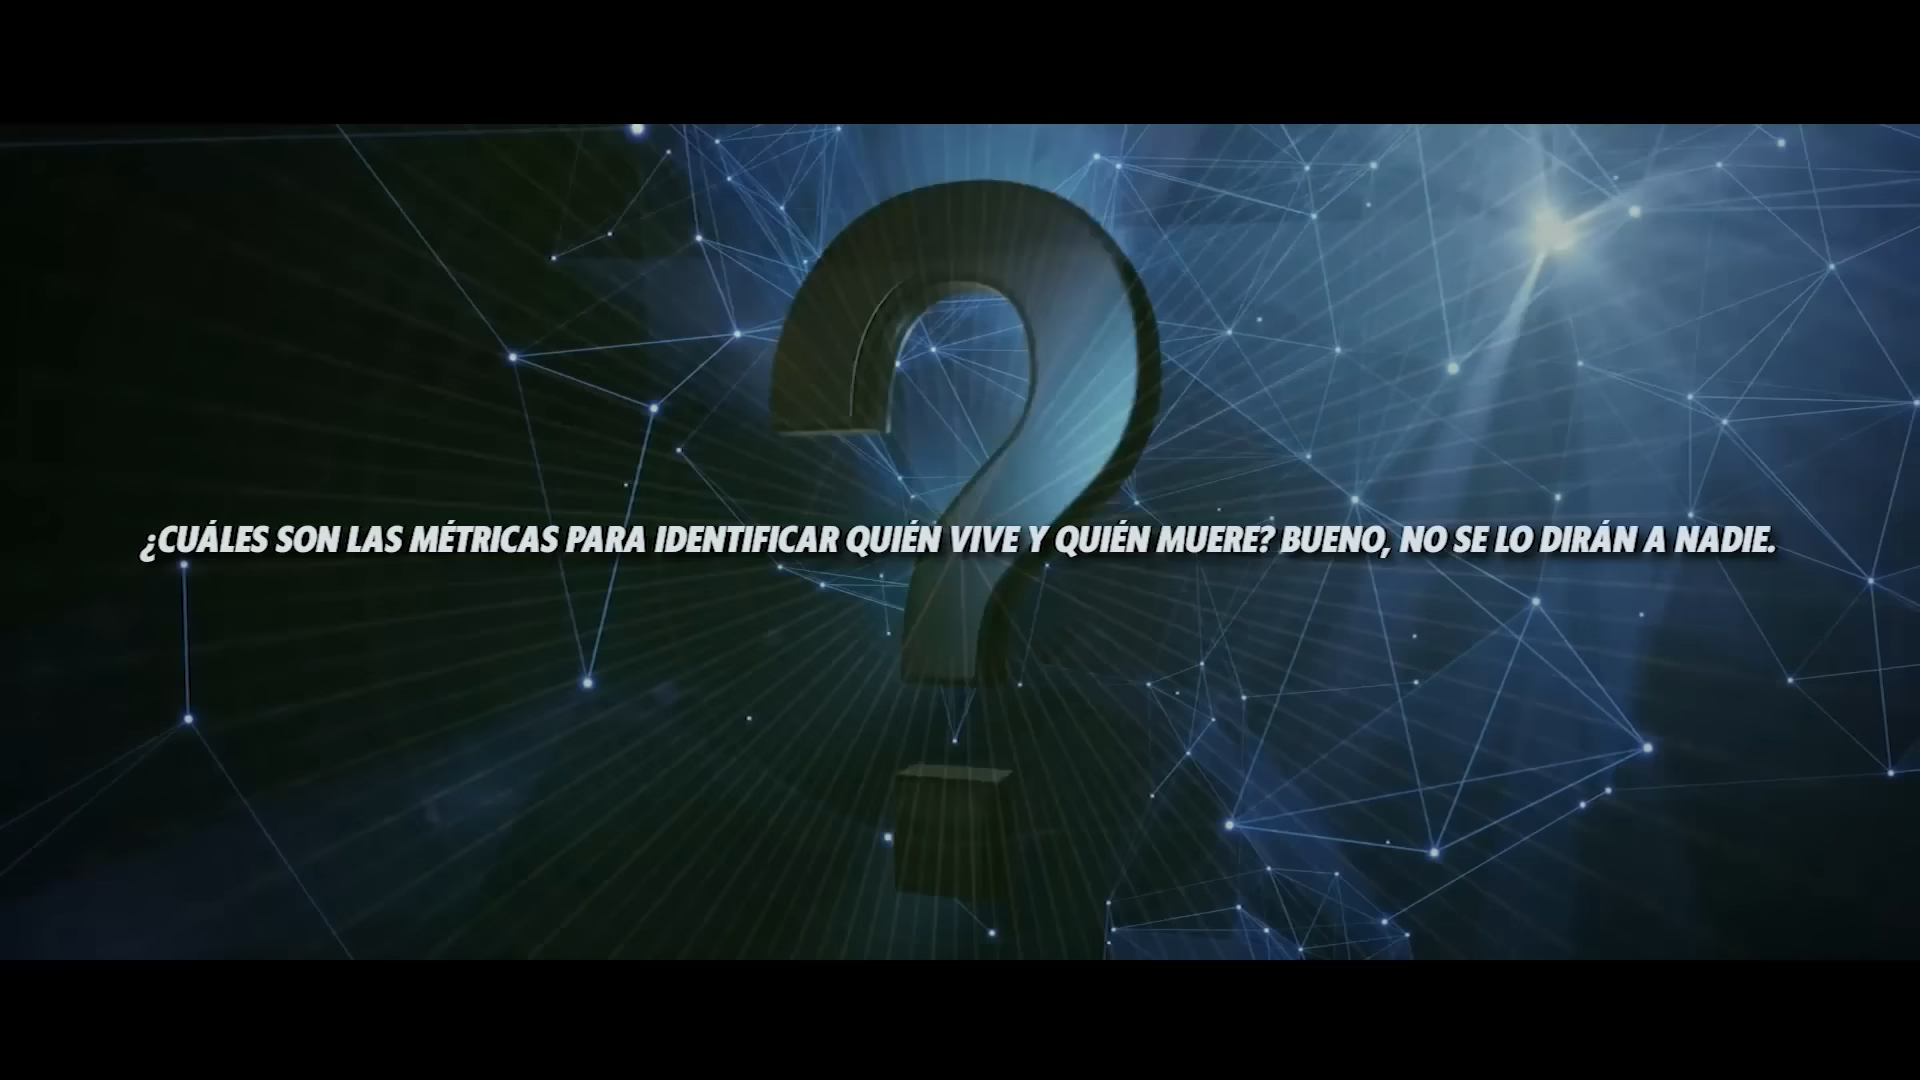 ¿CUÁLES SON LAS MÉTRICAS PARA IDENTIFICAR QUIÉN VIVE Y QUIÉN MUERE? BUENO, NO SE LO DIRÁN A NADIE.